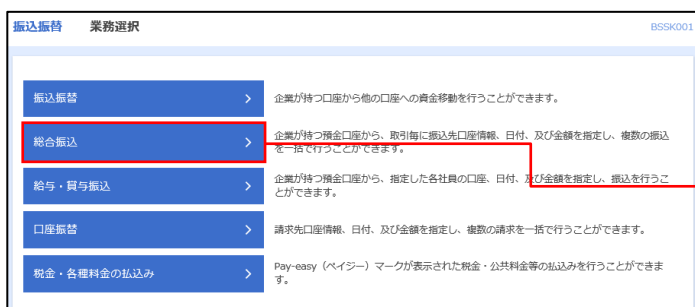 振込振替 業務選択 BSSK001
振込振替 企業が持つ口座から他の口座への資金移動を行うことができます。
総合振込 企業が持つ預金口座から、取引毎に振込先口座情報、日付、及び金額を指定し、複数の振込
を一括で行うことができます。
給与・賞与振込 企業が持つ預金口座から、指定した各社員の口座、日付、及び金額を指定し、振込を行うこ
とができます。
口座振替 請求先口座情報、日付、及び金額を指定し、複数の請求を一括で行うことができます。
税金・各種料金の払込み Pay-easy（ペイジー）マークが表示された税金・公共料金等の払込みを行うことができま
す。